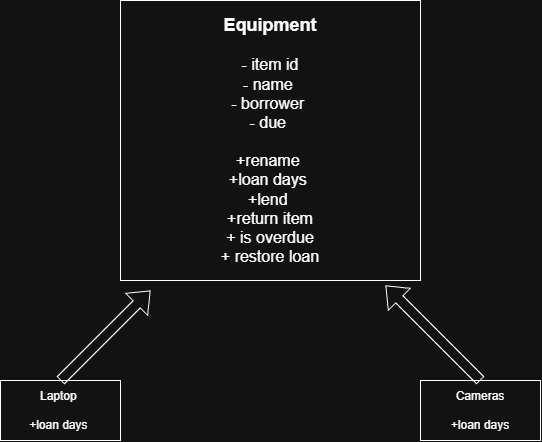 Equipment
- item id
- name
- borrower
- due
+rename
+loan days
+lend
+return item
+ is overdue
+ restore loan
Laptop
+loan days
Cameras
+loan days